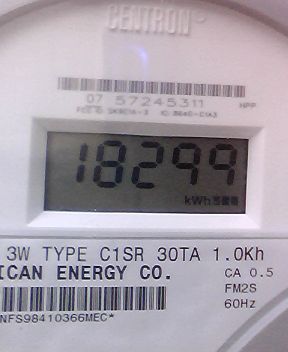 CENTRON
07 57245311 HPP
18299
kWh
3W TYPE C1SR 30TA 1.0Kh
ICAN ENERGY CO. CA 0.5
FM2S
NFS98410366MEC* 60Hz